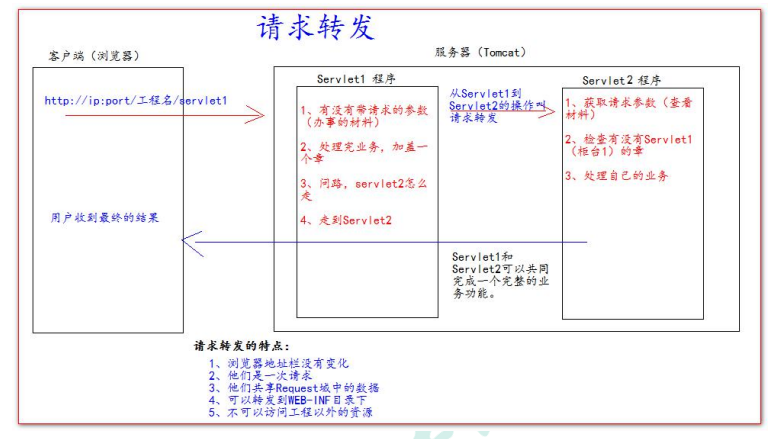 请求转发
客户端（浏览器）
服务器（Tomcat）
http://ip:port/工程名/servlet1
用户收到最终的结果
Servlet1 程序
1、有没有带请求的参数
（办事的材料）
2、处理完业务，加盖一
个章
3、问路，servlet2怎么
走
4、走到Servlet2
从Servlet1到
Servlet2的操作叫
请求转发
Servlet2 程序
1、获取请求参数（查看
材料）
2、检查有没有Servlet1
（柜台1）的章
3、处理自己的业务
Servlet1和
Servlet2可以共同
完成一个完整的业
务功能。
请求转发的特点：
1、浏览器地址栏没有变化
2、他们是一次请求
3、他们共享Request域中的数据
4、可以转发到WEB-INF目录下
5、不可以访问工程以外的资源